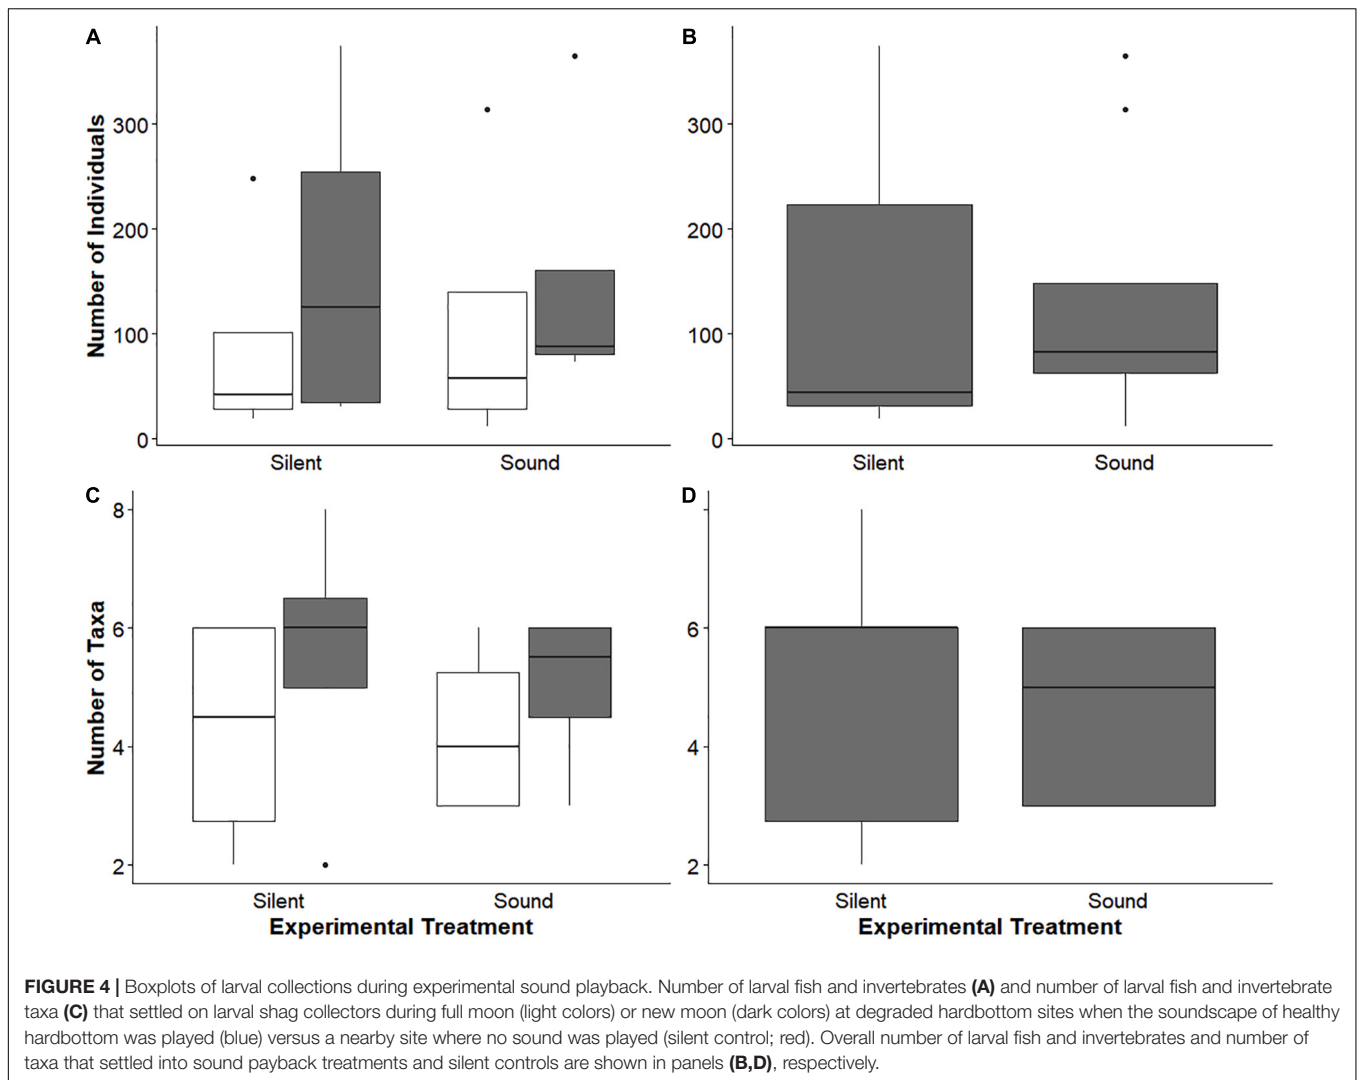 A
B
Number of Individuals
300
200
100
0
Silent
Sound
300
200
100
0
Silent
Sound
C
D
Number of Taxa
8
6
4
2
Silent
Sound
Experimental Treatment
6
4
2
Silent
Sound
Experimental Treatment
FIGURE 4 | Boxplots of larval collections during experimental sound playback. Number of larval fish and invertebrates (A) and number of larval fish and invertebrate
taxa (C) that settled on larval shag collectors during full moon (light colors) or new moon (dark colors) at degraded hardbottom sites when the soundscape of healthy
hardbottom was played (blue) versus a nearby site where no sound was played (silent control; red). Overall number of larval fish and invertebrates and number of
taxa that settled into sound payback treatments and silent controls are shown in panels (B,D), respectively.